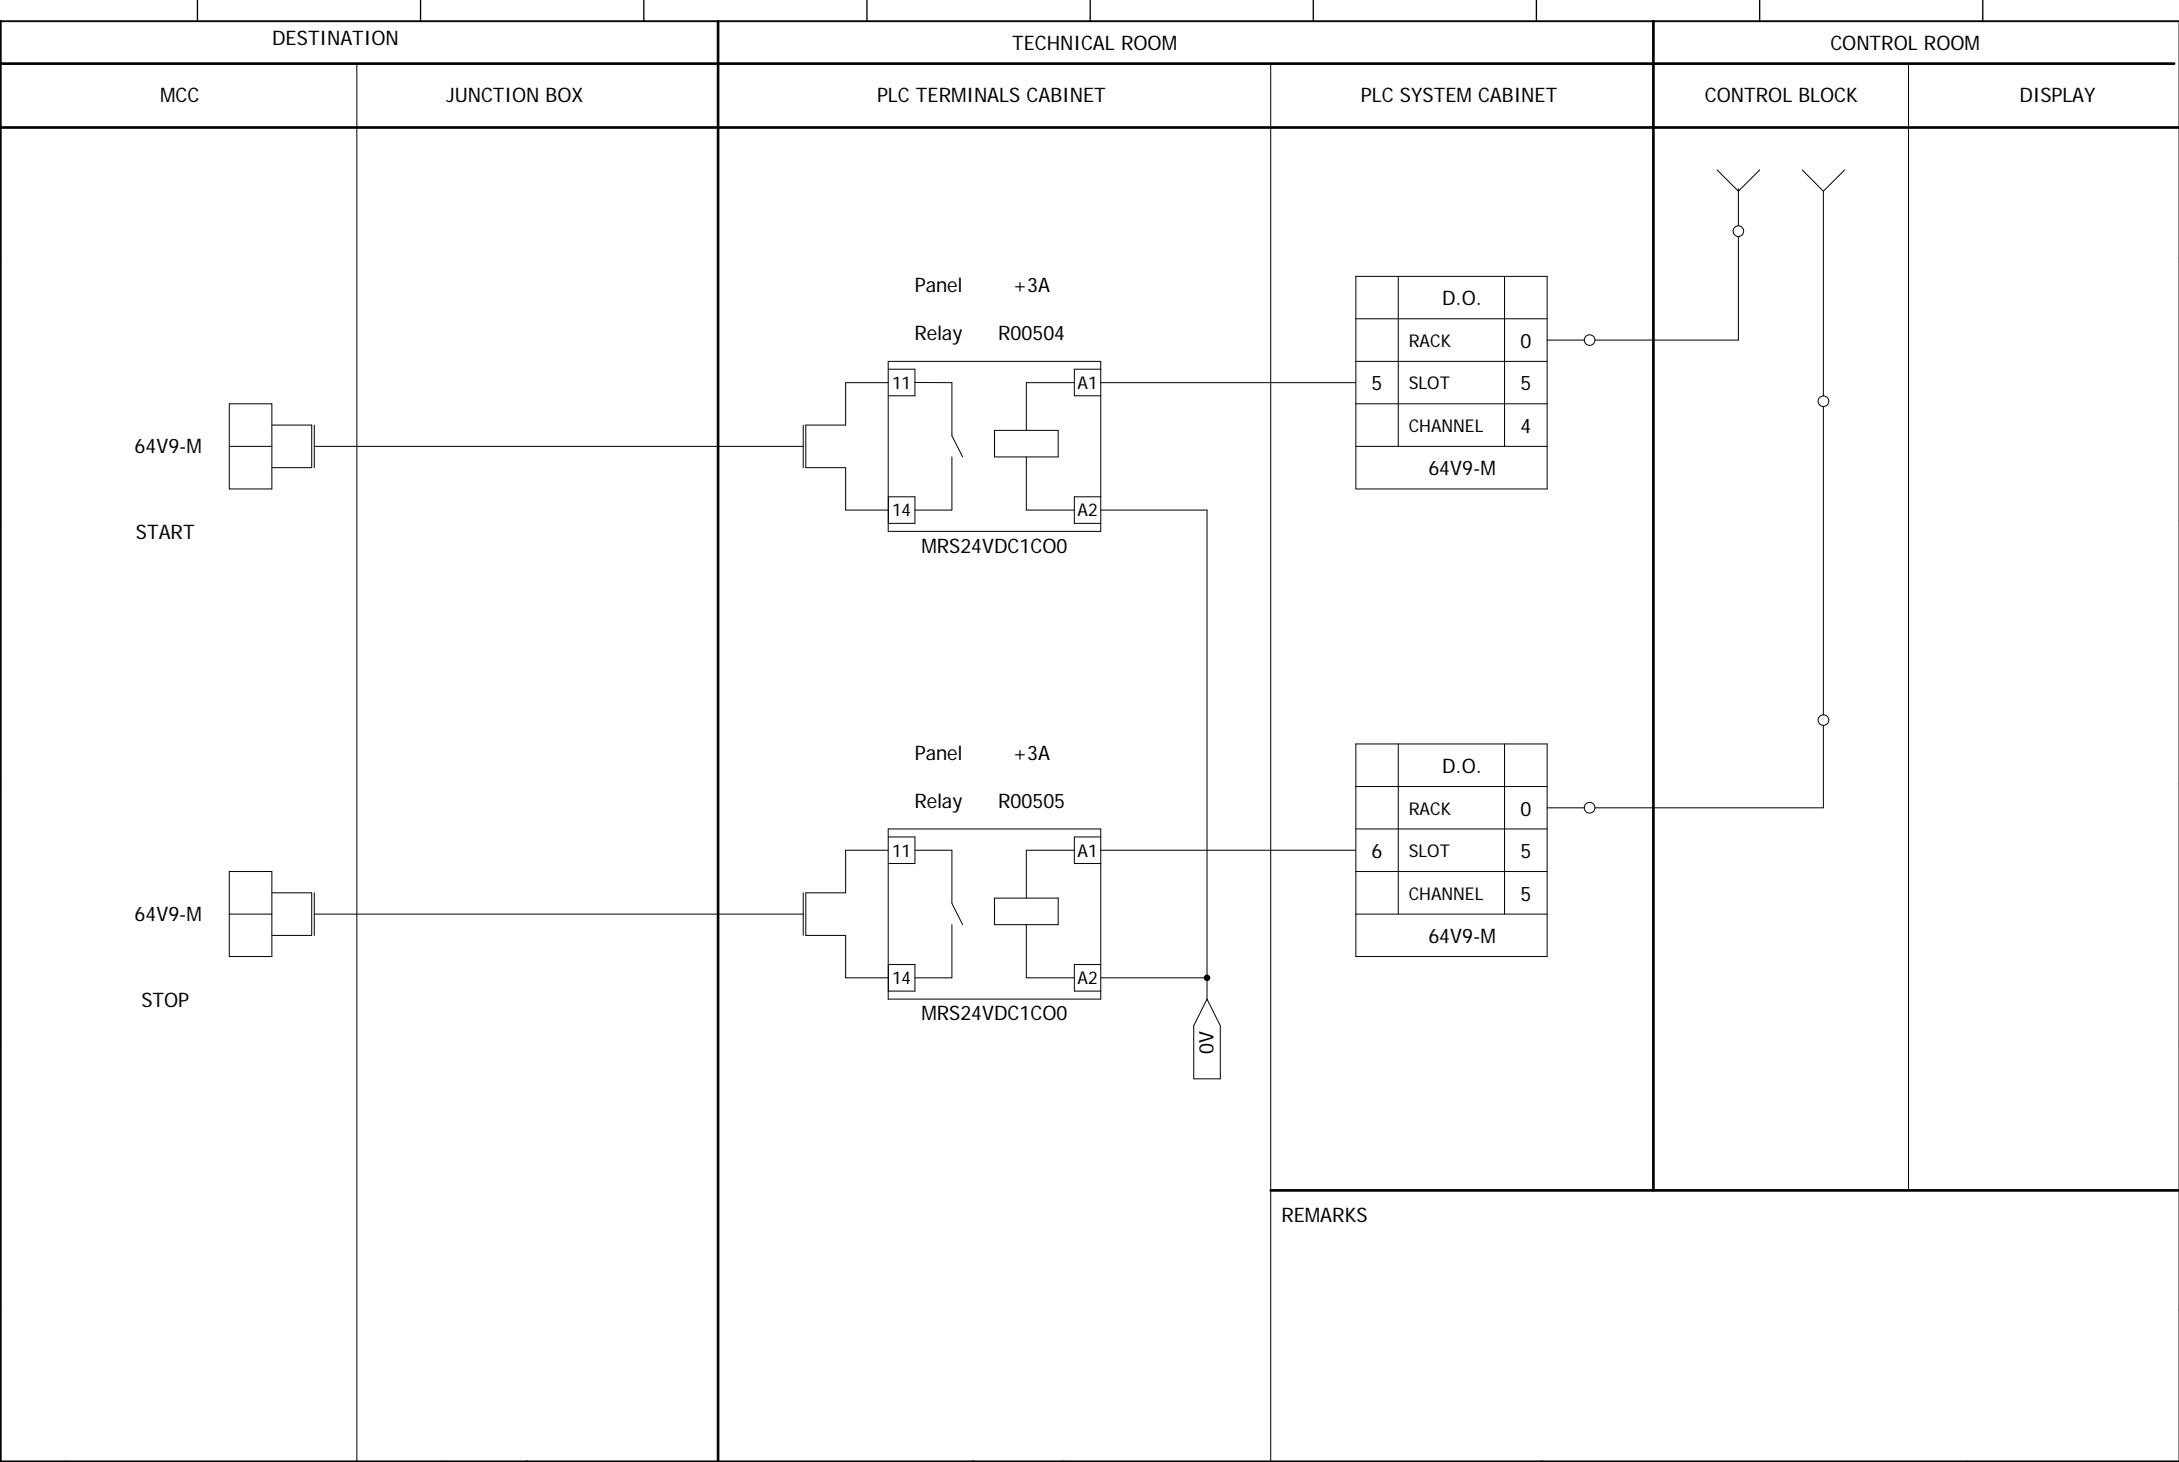 DESTINATION TECHNICAL ROOM CONTROL ROOM
MCC JUNCTION BOX PLC TERMINALS CABINET PLC SYSTEM CABINET CONTROL BLOCK DISPLAY
Panel +3A
D.O.
Relay R00504
RACK 0
11 A1 5 SLOT 5
CHANNEL 4
64V9-M
64V9-M
14 A2
START
MRS24VDC1CO0
Panel +3A
D.O.
Relay R00505
RACK 0
11 A1 6 SLOT 5
CHANNEL 5
64V9-M
64V9-M
14 A2
STOP
MRS24VDC1CO0
0V
REMARKS